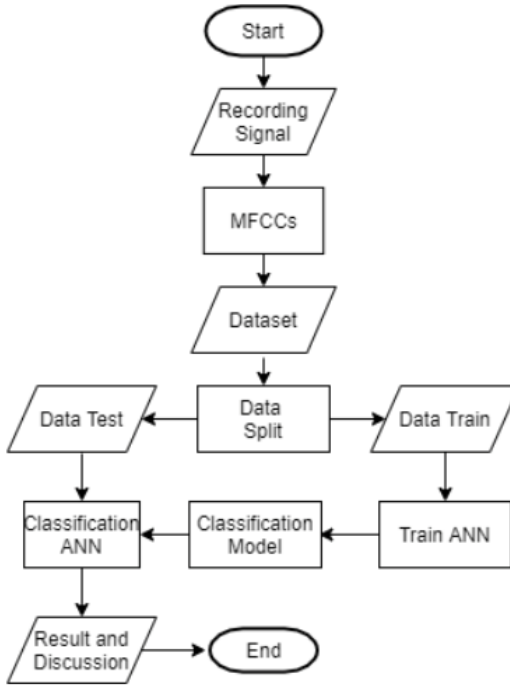 Start
Recording
Signal
MFCCs
Dataset
Data Test
Data
Split
Data Train
Classification
ANN
Classification
Model
Train ANN
Result and
Discussion
End